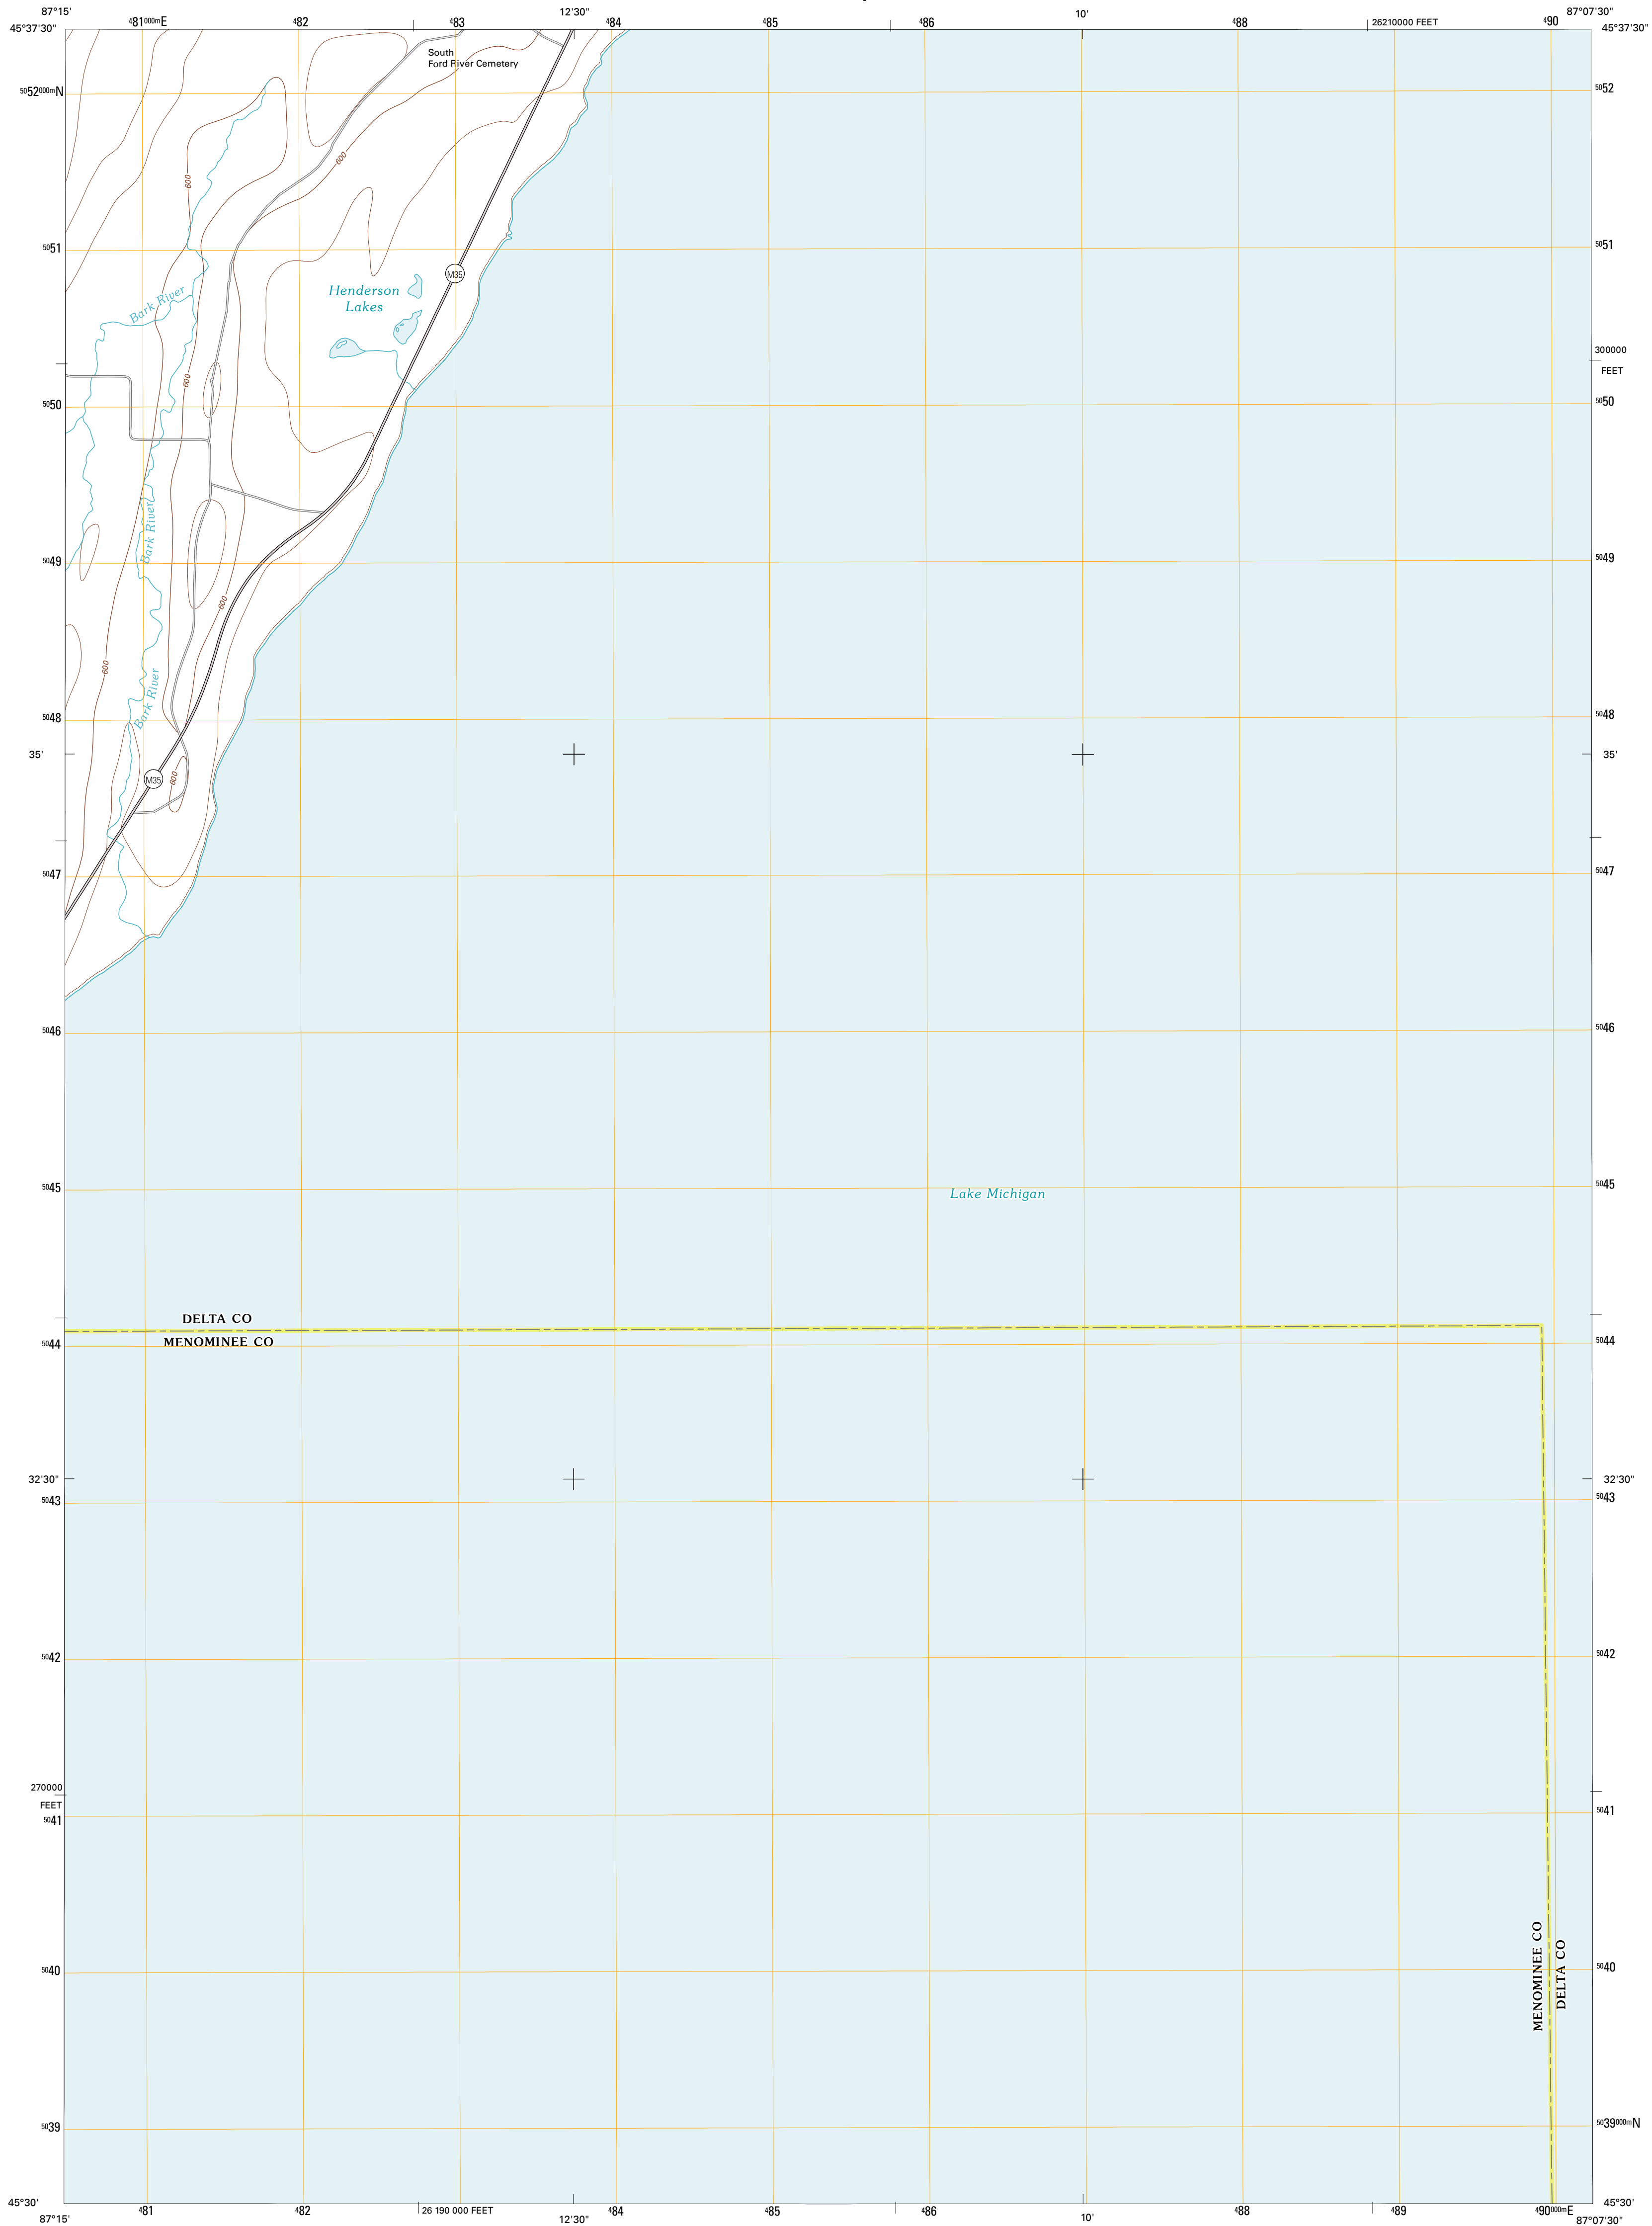 87°15'
⁴81⁰⁰⁰ᵐE
⁴82
⁴83
12'30"
⁴84
⁴85
⁴86
10'
⁴88
26210000 FEET
⁴90
87°07'30"
45°37'30"
45°37'30"
South
Ford River Cemetery
⁵⁰52⁰⁰⁰ᵐN
⁵⁰52
600
600
⁵⁰51
⁵⁰51
M35
Henderson
Lakes
Bark River
300000
FEET
600
⁵⁰50
⁵⁰50
Bark River
⁵⁰49
⁵⁰49
600
600
Bark River
⁵⁰48
⁵⁰48
35'
35'
M35
600
⁵⁰47
⁵⁰47
⁵⁰46
⁵⁰46
⁵⁰45
⁵⁰45
Lake Michigan
DELTA CO
MENOMINEE CO
⁵⁰44
⁵⁰44
32'30"
32'30"
⁵⁰43
⁵⁰43
⁵⁰42
⁵⁰42
270000
FEET
⁵⁰41
⁵⁰41
MENOMINEE CO
DELTA CO
⁵⁰40
⁵⁰40
⁵⁰39
⁵⁰39⁰⁰⁰ᵐN
45°30'
45°30'
87°15'
⁴81
⁴82
26 190 000 FEET
12'30"
⁴84
⁴85
⁴86
10'
⁴88
⁴89
⁴90⁰⁰⁰ᵐE
87°07'30"